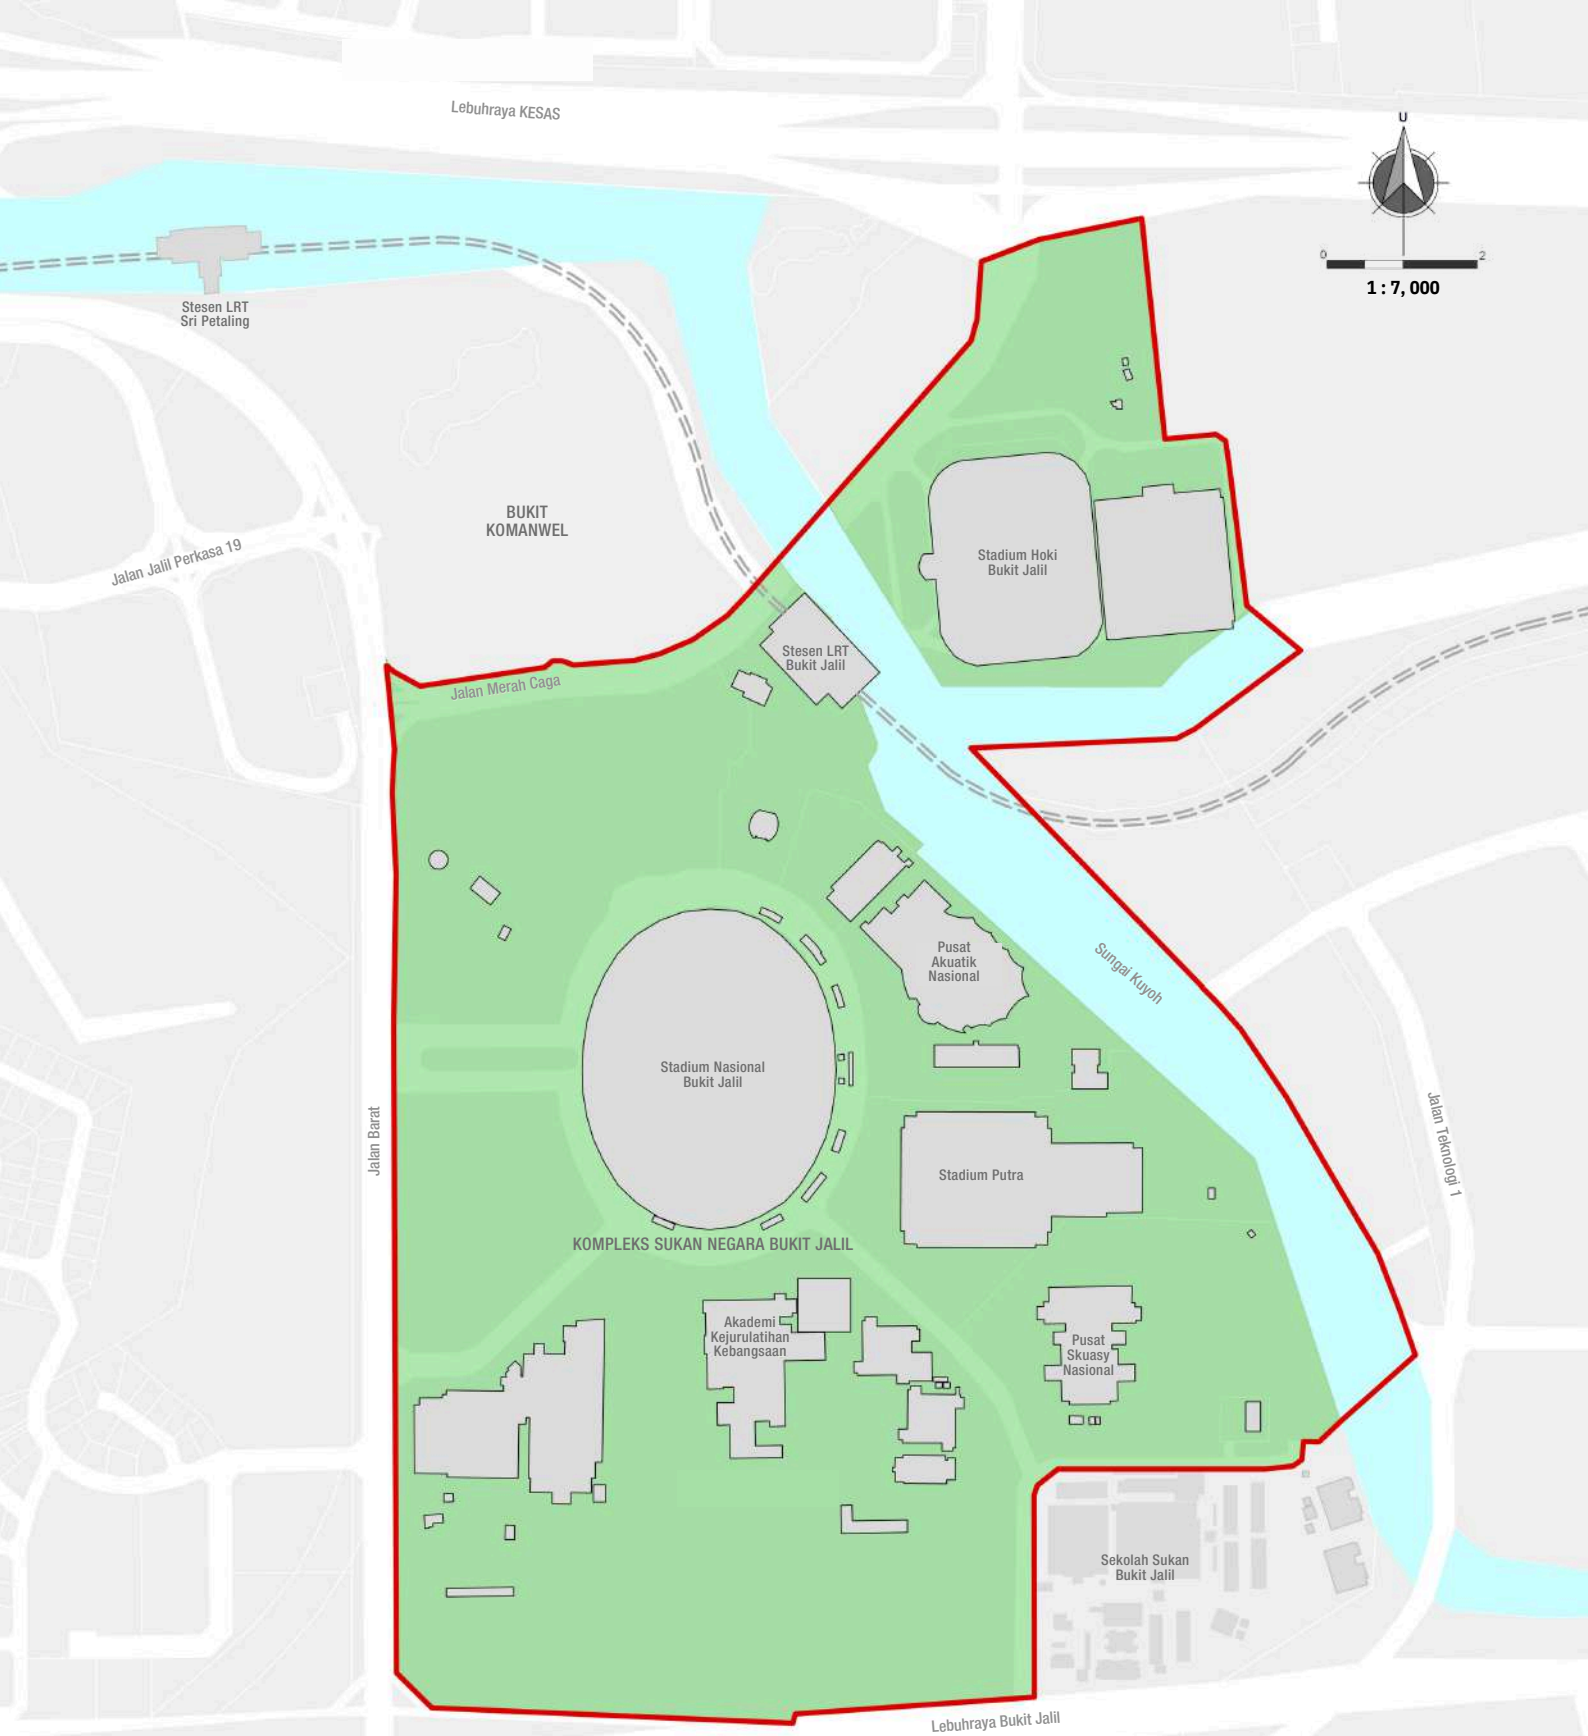 Lebuhraya KESAS
U
0 2
1 : 7, 000
Stesen LRT
Sri Petaling
BUKIT
KOMANWEL
Jalan Jalil Perkasa 19
Stadium Hoki
Bukit Jalil
Stesen LRT
Bukit Jalil
Jalan Merah Caga
Pusat
Akuatik
Nasional
Sungai Kuyoh
Stadium Nasional
Bukit Jalil
Jalan Barat
Jalan Teknologi 1
Stadium Putra
KOMPLEKS SUKAN NEGARA BUKIT JALIL
Akademi
Kejurulatihan
Kebangsaan
Pusat
Skuasy
Nasional
Sekolah Sukan
Bukit Jalil
Lebuhraya Bukit Jalil